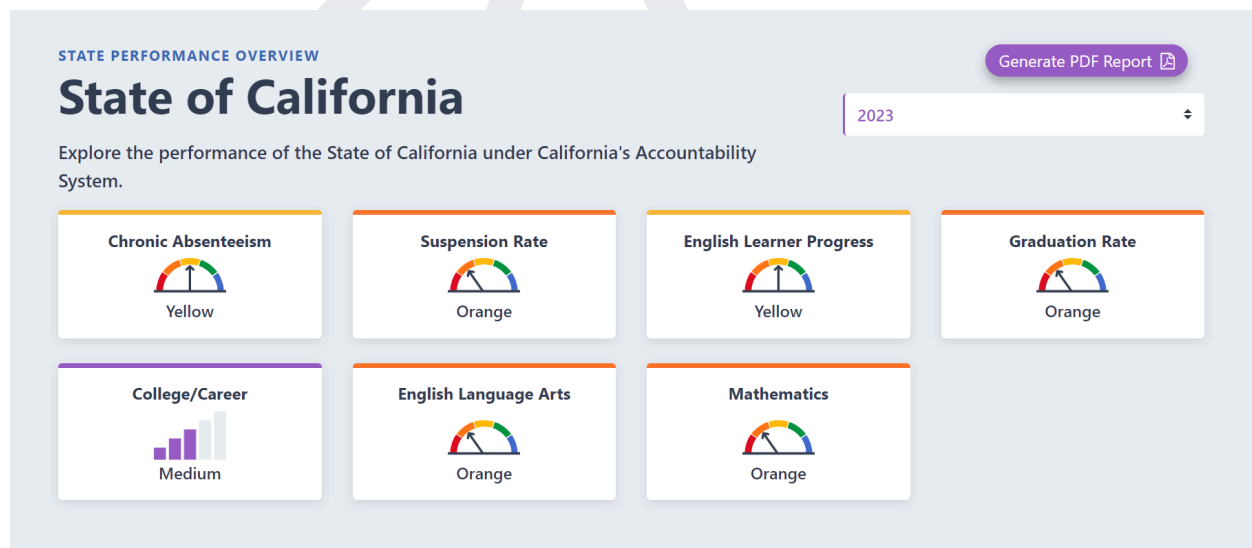 STATE PERFORMANCE OVERVIEW
State of California
Generate PDF Report
2023
Explore the performance of the State of California under California's Accountability
System.
Chronic Absenteeism
Yellow
Suspension Rate
Orange
English Learner Progress
Yellow
Graduation Rate
Orange
College/Career
Medium
English Language Arts
Orange
Mathematics
Orange